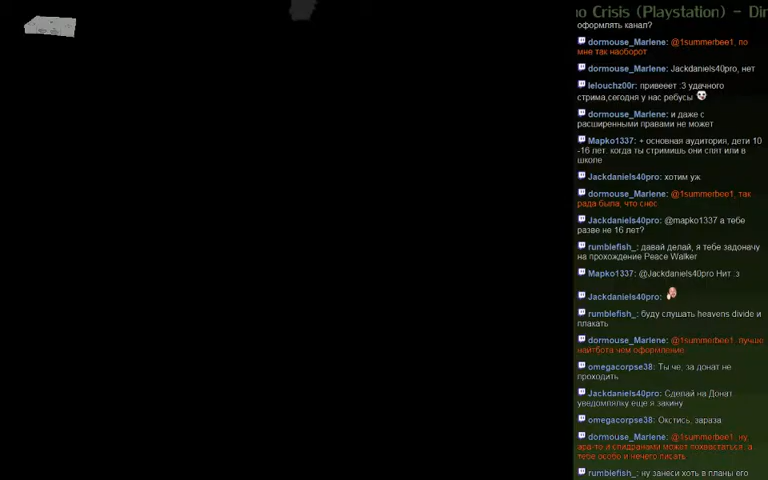 no Crisis (Playstation) – Din
оформлять канал?
dormouse_Marlene: @1summerbee1, по
мне так наоборот
dormouse_Marlene: Jackdaniels40pro, нет
lelouchz00r: привееет :3 удачного
стрима,сегодня у нас ребусы
dormouse_Marlene: и даже с
расширенными правами не может
Mapko1337: + основная аудитория, дети 10
-16 лет. когда ты стримишь они спят или в
школе
Jackdaniels40pro: хотим уж
dormouse_Marlene: @1summerbee1, так
рада была, что снес
Jackdaniels40pro: @mapko1337 а тебе
разве не 16 лет?
rumblefish_: давай делай, я тебе задоначу
на прохождение Peace Walker
Mapko1337: @Jackdaniels40pro Нит :з
Jackdaniels40pro:
rumblefish_: буду слушать heavens divide и
плакать
dormouse_Marlene: @1summerbee1, лучше
найтбота чем оформление
omegacorpse38: Ты че, за донат не
проходить
Jackdaniels40pro: Сделай на Донат
уведомлялку еще я закину
omegacorpse38: Окстись, зараза
dormouse_Marlene: @1summerbee1, ну
ара-то и спидранами может похвастаться, а
тебе особо и нечего писать
rumblefish_: ну занеси хоть в планы его